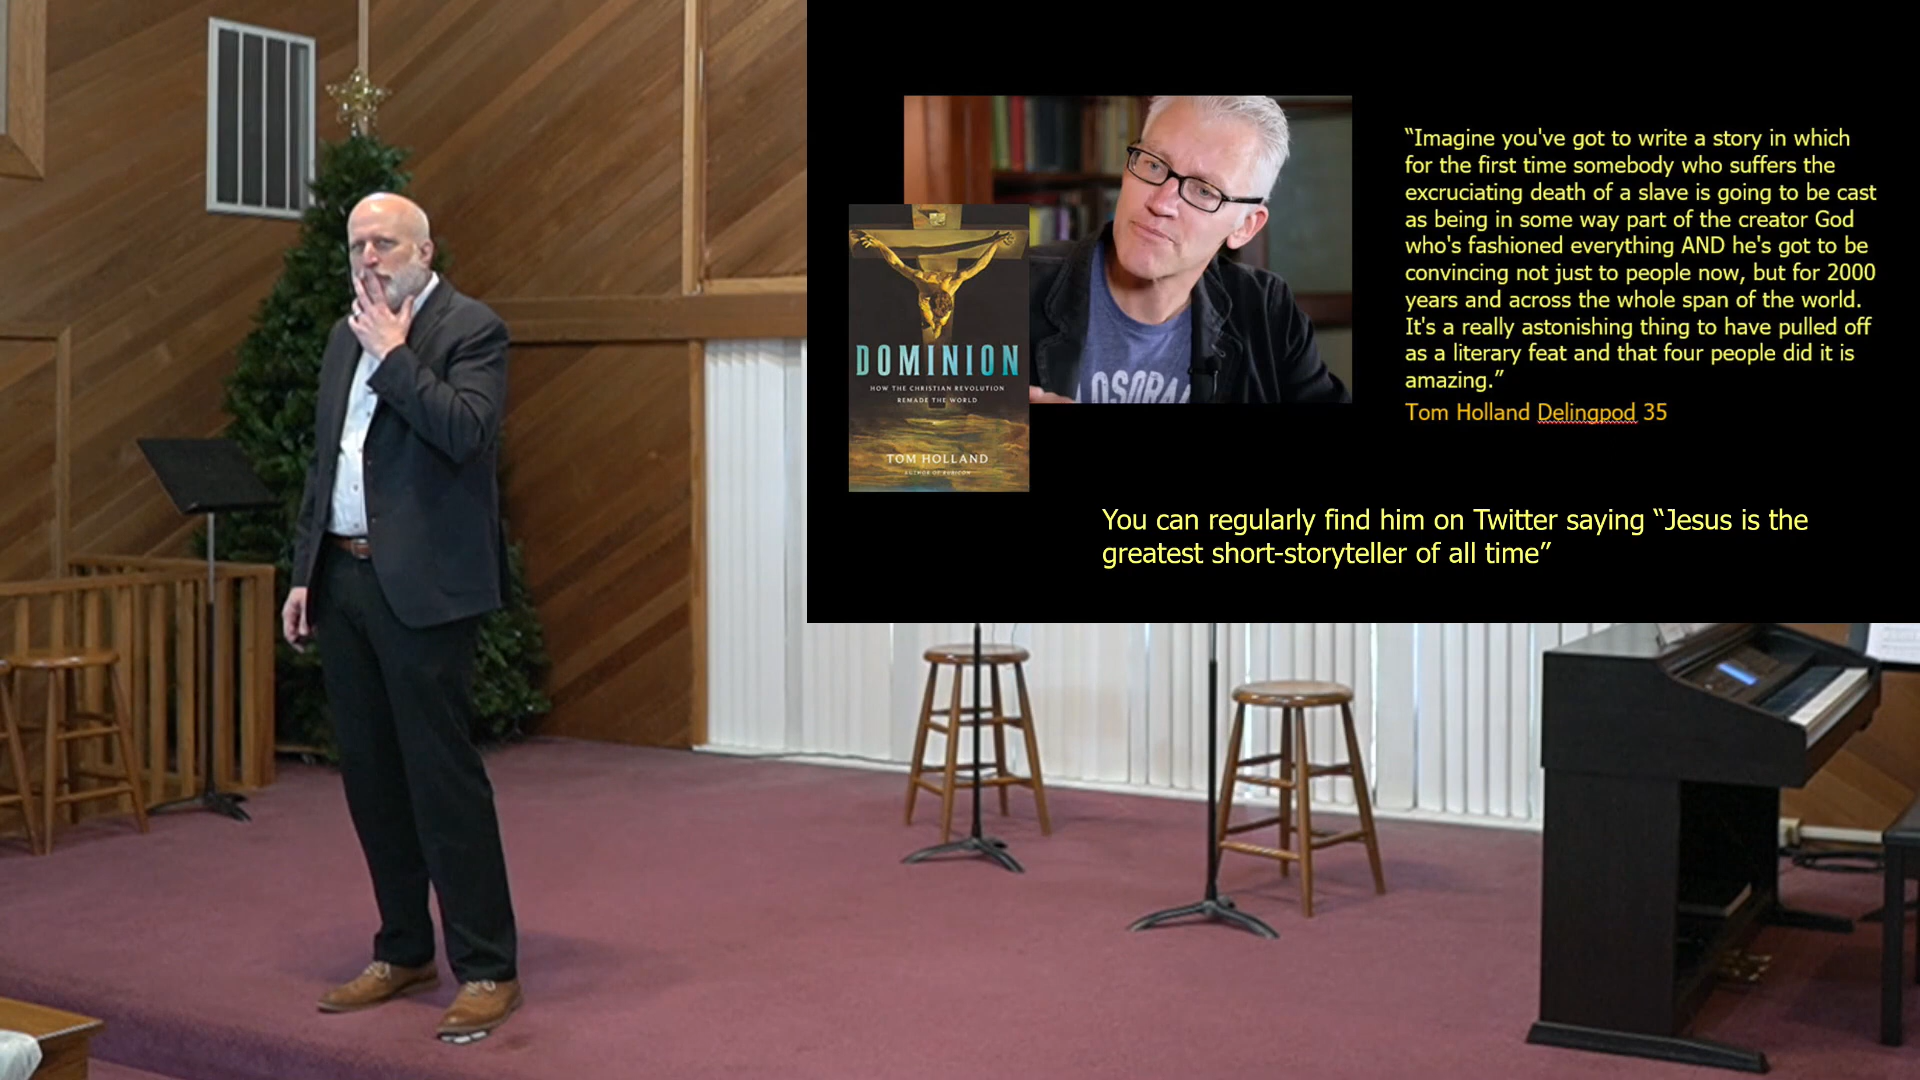 “Imagine you've got to write a story in which
for the first time somebody who suffers the
excruciating death of a slave is going to be cast
as being in some way part of the creator God
who's fashioned everything AND he's got to be
convincing not just to people now, but for 2000
years and across the whole span of the world.
It's a really astonishing thing to have pulled off
as a literary feat and that four people did it is
amazing.”
Tom Holland Delingpod 35
OSORA
DOMINION
HOW THE CHRISTIAN REVOLUTION
REMADE THE WORLD
TOM HOLLAND
AUTHOR OF RUBICON
You can regularly find him on Twitter saying “Jesus is the
greatest short-storyteller of all time”